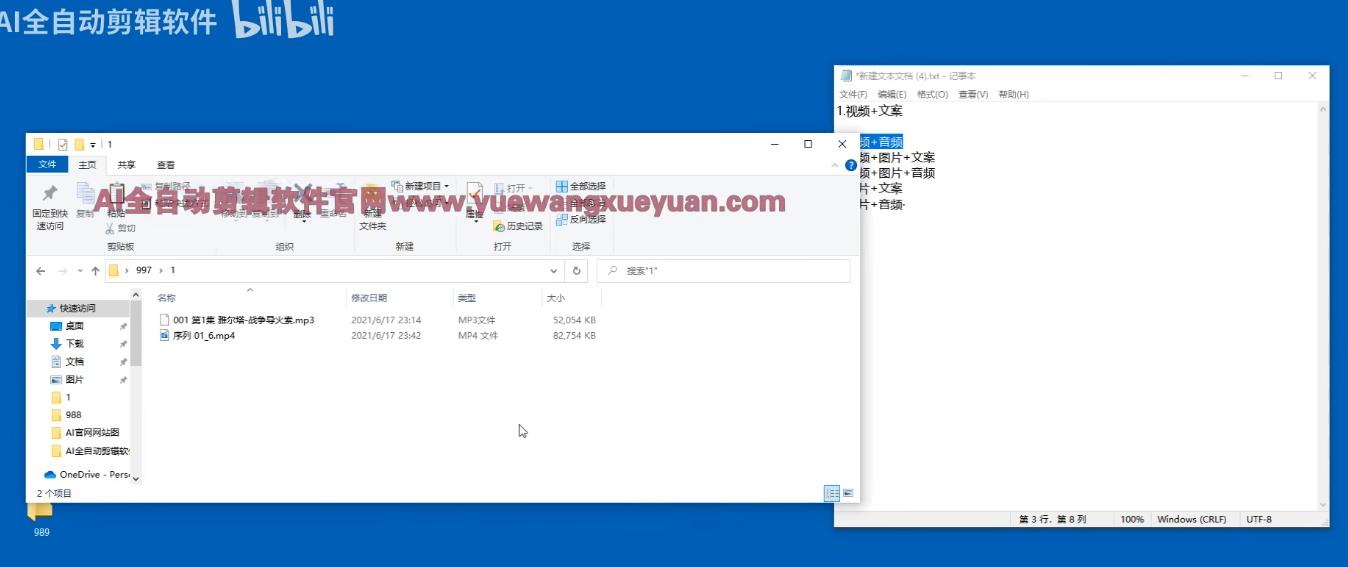 AI全自动剪辑软件 bilibili
*新建文本文档 (4).txt - 记事本
文件(F) 编辑(E) 格式(O) 查看(V) 帮助(H)
1.视频+文案
频+音频
频+图片+文案
频+图片+音频
片+文案
片+音频·
第 3 行，第 8 列 100% Windows (CRLF) UTF-8
1
文件 主页 共享 查看
AI全自动剪辑软件官网www.yuewangxueyuan.com
固定到快速访问
复制
粘贴
复制路径
剪切
剪贴板
删除
组织
新建项目
新建
文件夹
新建
属性
打开
历史记录
打开
全部选择
反向选择
选择
997 › 1
搜索"1"
名称 修改日期 类型 大小
001 第1集 雅尔塔-战争导火索.mp3 2021/6/17 23:14 MP3文件 52,054 KB
序列 01_6.mp4 2021/6/17 23:42 MP4 文件 82,754 KB
快速访问
桌面
下载
文档
图片
1
988
AI官网网站图
AI全自动剪辑软
OneDrive - Pers
2 个项目
989